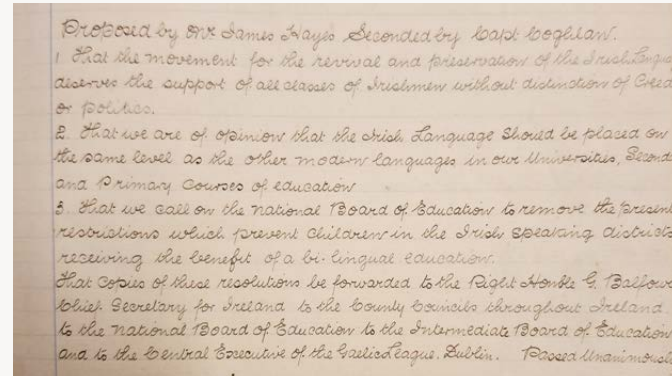 Proposed by Mr James Hayes Seconded by Capt Coghlan.
1 That the movement for the revival and preservation of the Irish Languag
deserves the support of all classes of Irishmen without distinction of Creed
or politics.
2. That we are of opinion that the Irish Language should be placed on
the same level as the other modern languages in our Universities, Second
and Primary Courses of education
3. That we call on the National Board of Education to remove the present
restrictions which prevent children in the Irish speaking districts
receiving the benefit of a bi-lingual education.
That copies of these resolutions be forwarded to the Right Honble G. Balfour
Chief Secretary for Ireland to the County Councils throughout Ireland
to the National Board of Education to the Intermediate Board of Education
and to the Central Executive of the Gaelic League. Dublin. Passed Unanimously